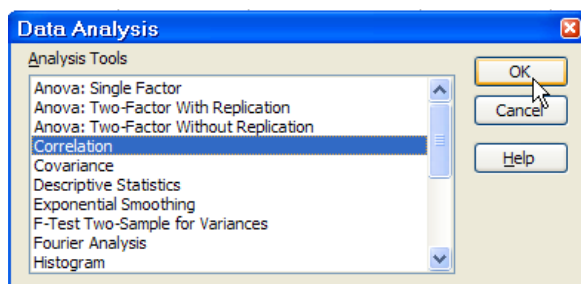 Data Analysis
Analysis Tools
Anova: Single Factor
Anova: Two-Factor With Replication
Anova: Two-Factor Without Replication
Correlation
Covariance
Descriptive Statistics
Exponential Smoothing
F-Test Two-Sample for Variances
Fourier Analysis
Histogram
OK
Cancel
Help